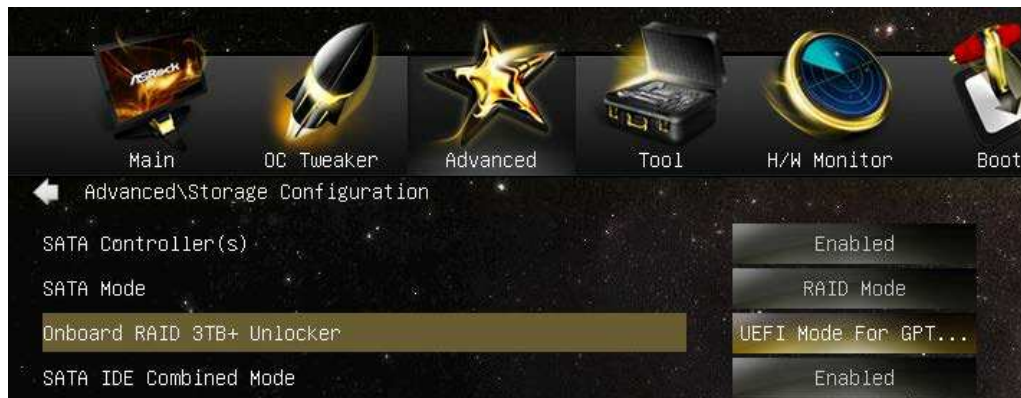 ASRock
Main
OC Tweaker
Advanced
Tool
H/W Monitor
Boot
Advanced\Storage Configuration
SATA Controller(s)
Enabled
SATA Mode
RAID Mode
Onboard RAID 3TB+ Unlocker
UEFI Mode For GPT...
SATA IDE Combined Mode
Enabled